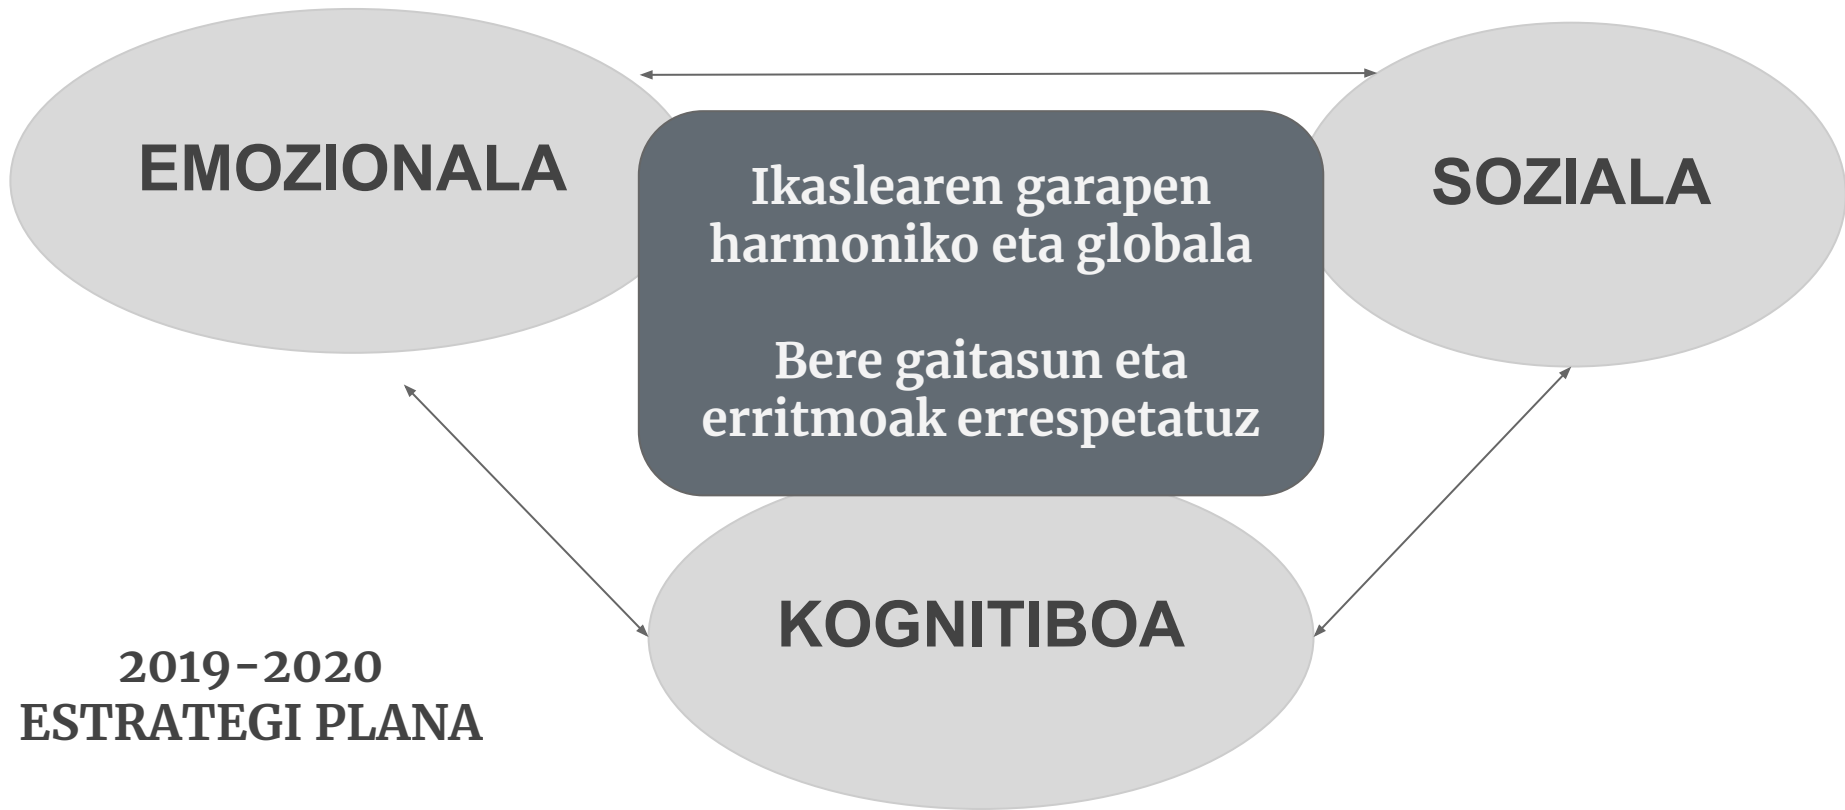 EMOZIONALA
SOZIALA
Ikaslearen garapen
harmoniko eta globala
Bere gaitasun eta
erritmoak errespetatuz
KOGNITIBOA
2019-2020
ESTRATEGI PLANA